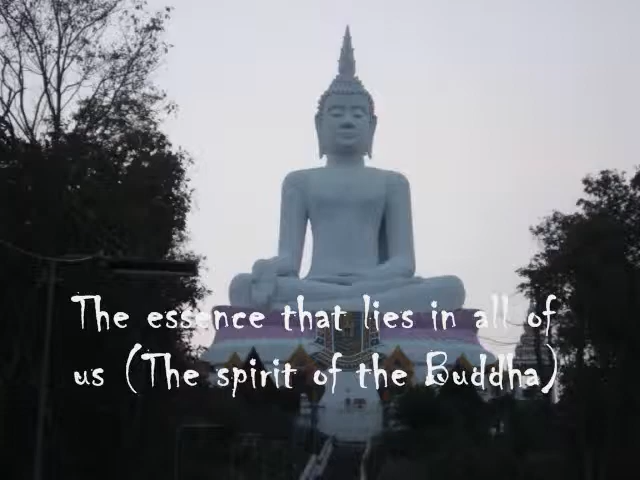 The essence that lies in all of
us (The spirit of the Buddha)